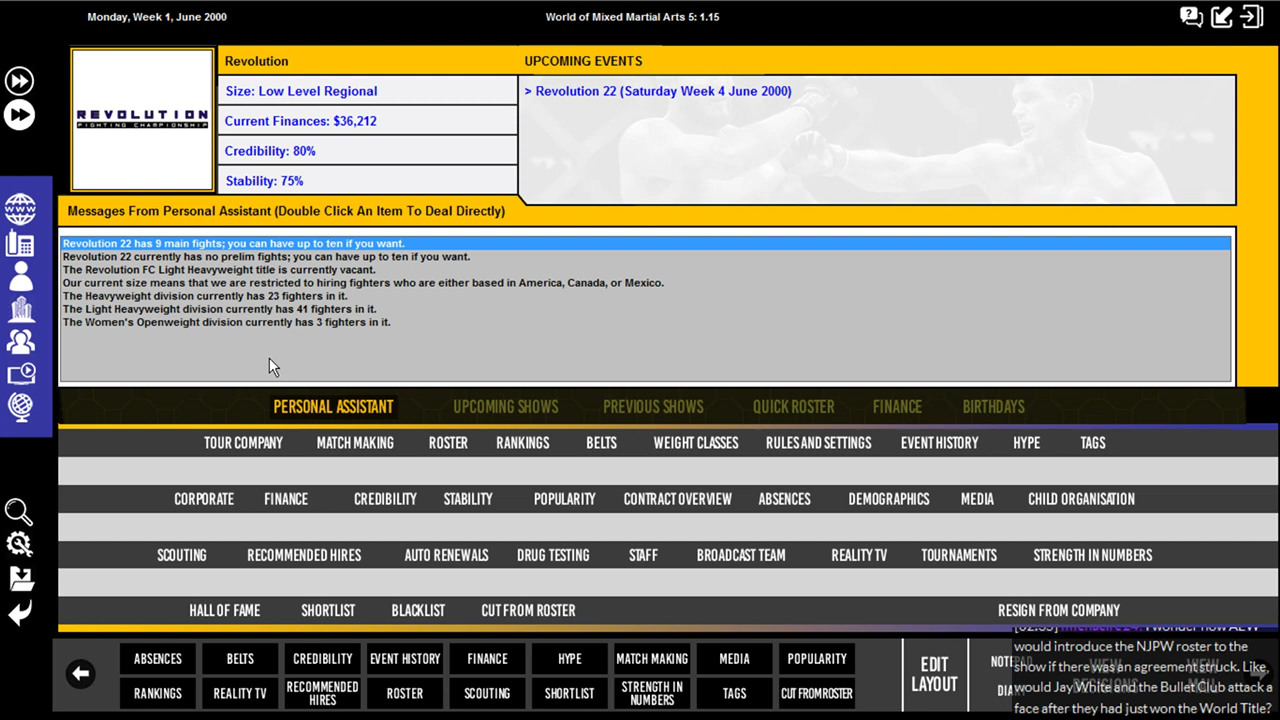 Monday, Week 1, June 2000
World of Mixed Martial Arts 5: 1.15
REVOLUTION
FIGHTING CHAMPIONSHIP
Revolution
UPCOMING EVENTS
Size: Low Level Regional
> Revolution 22 (Saturday Week 4 June 2000)
Current Finances: $36,212
Credibility: 80%
Stability: 75%
Messages From Personal Assistant (Double Click An Item To Deal Directly)
Revolution 22 has 9 main fights; you can have up to ten if you want.
Revolution 22 currently has no prelim fights; you can have up to ten if you want.
The Revolution FC Light Heavyweight title is currently vacant.
Our current size means that we are restricted to hiring fighters who are either based in America, Canada, or Mexico.
The Heavyweight division currently has 23 fighters in it.
The Light Heavyweight division currently has 41 fighters in it.
The Women's Openweight division currently has 3 fighters in it.
PERSONAL ASSISTANT UPCOMING SHOWS PREVIOUS SHOWS QUICK ROSTER FINANCE BIRTHDAYS
TOUR COMPANY MATCH MAKING ROSTER RANKINGS BELTS WEIGHT CLASSES RULES AND SETTINGS EVENT HISTORY HYPE TAGS
CORPORATE FINANCE CREDIBILITY STABILITY POPULARITY CONTRACT OVERVIEW ABSENCES DEMOGRAPHICS MEDIA CHILD ORGANISATION
SCOUTING RECOMMENDED HIRES AUTO RENEWALS DRUG TESTING STAFF BROADCAST TEAM REALITY TV TOURNAMENTS STRENGTH IN NUMBERS
HALL OF FAME SHORTLIST BLACKLIST CUT FROM ROSTER RESIGN FROM COMPANY
ABSENCES BELTS CREDIBILITY EVENT HISTORY FINANCE HYPE MATCH MAKING MEDIA POPULARITY
RANKINGS REALITY TV RECOMMENDED HIRES ROSTER SCOUTING SHORTLIST STRENGTH IN NUMBERS TAGS CUT FROM ROSTER
EDIT LAYOUT
would introduce the NJPW roster to the
show if there was an agreement struck. Like,
would Jay White and the Bullet Club attack a
face after they had just won the World Title?